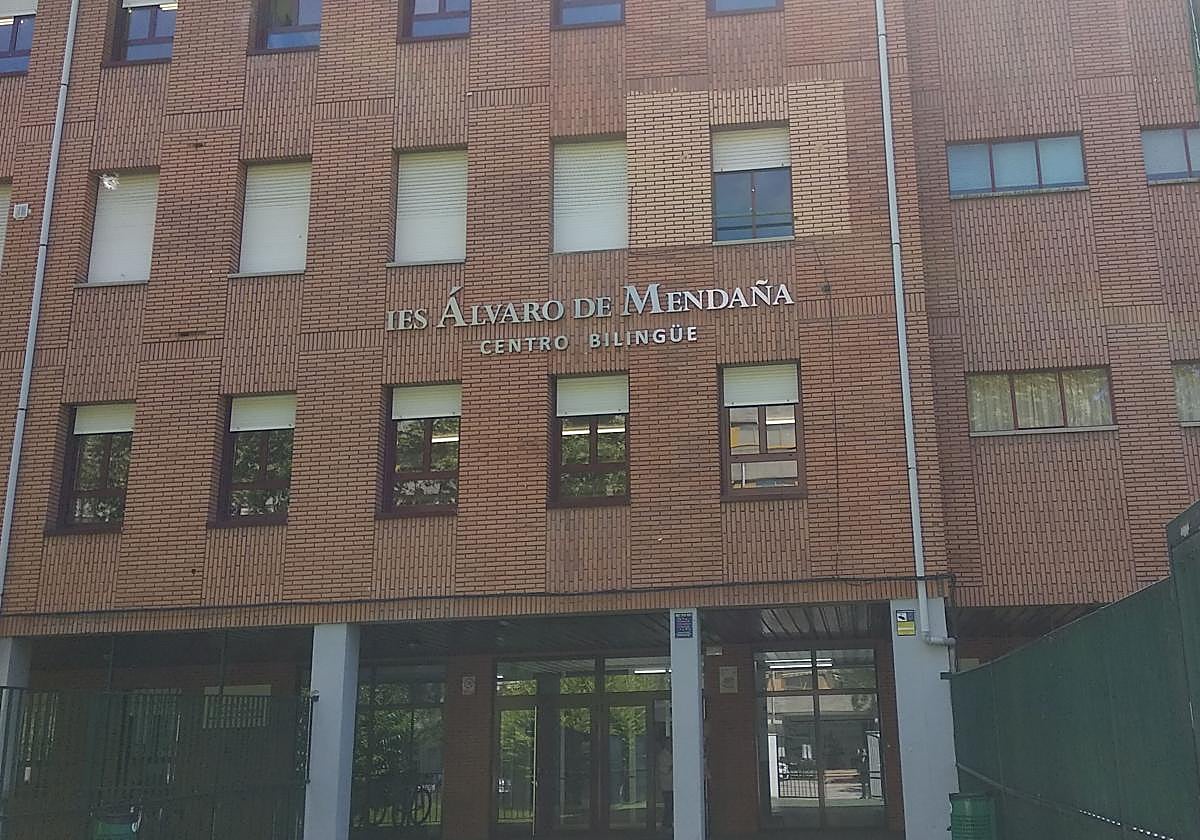 IES ÁLVARO DE MENDAÑA
CENTRO BILINGÜE